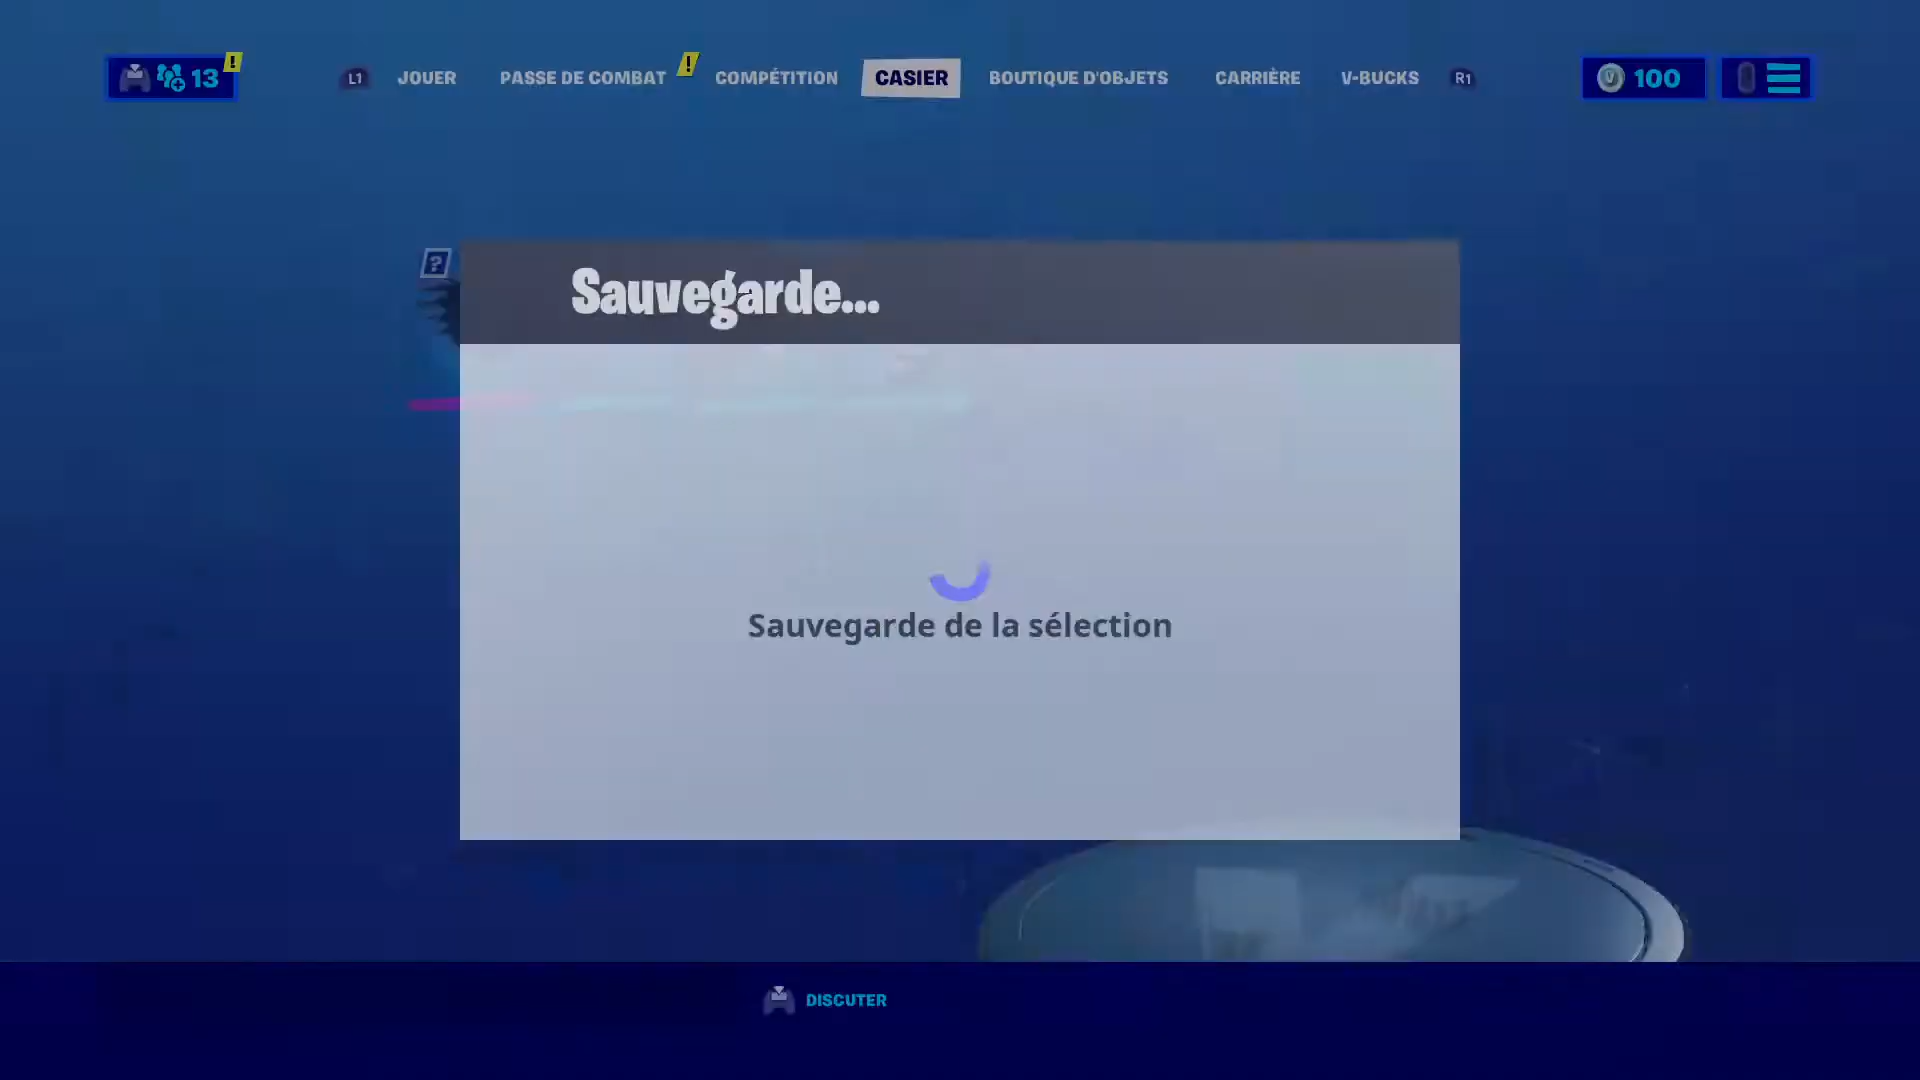 13
!
L1
JOUER
PASSE DE COMBAT
!
COMPÉTITION
CASIER
BOUTIQUE D'OBJETS
CARRIÈRE
V-BUCKS
R1
V
100
?
Sauvegarde...
Sauvegarde de la sélection
DISCUTER